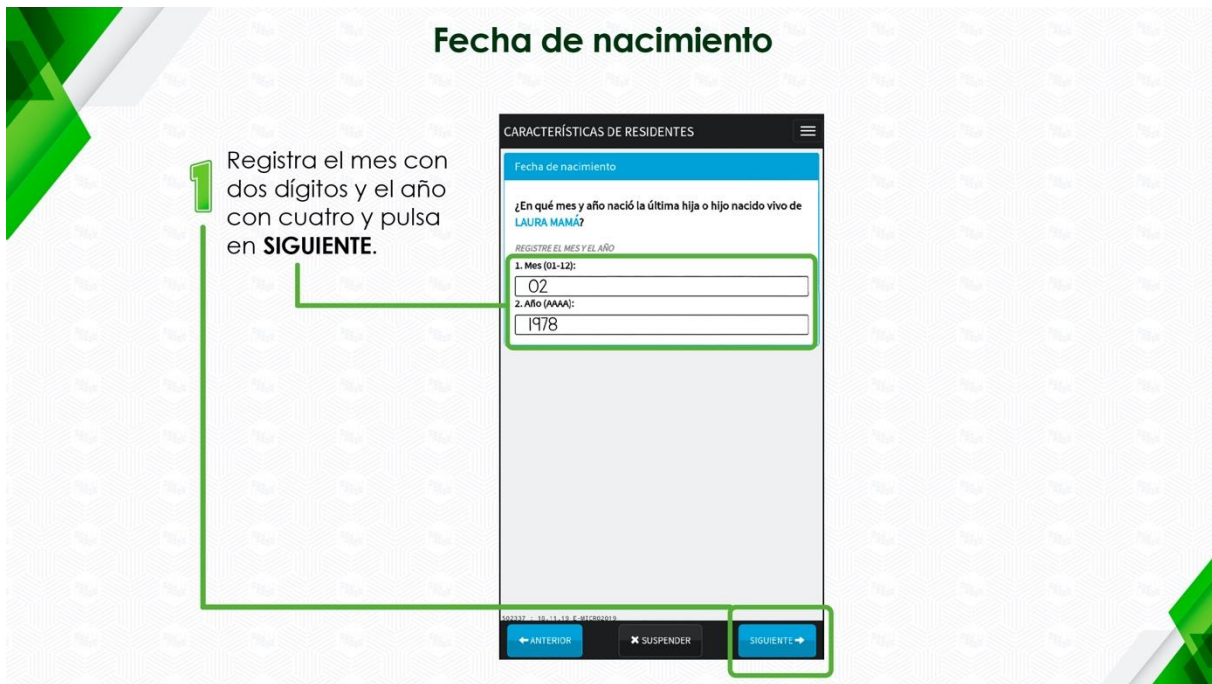 Fecha de nacimiento
1 Registra el mes con
dos dígitos y el año
con cuatro y pulsa
en SIGUIENTE.
CARACTERÍSTICAS DE RESIDENTES
Fecha de nacimiento
¿En qué mes y año nació la última hija o hijo nacido vivo de
LAURA MAMÁ?
REGISTRE EL MES Y EL AÑO
1. Mes (01-12):
02
2. Año (AAAA):
1978
E-MICRO2019
ANTERIOR
SUSPENDER
SIGUIENTE